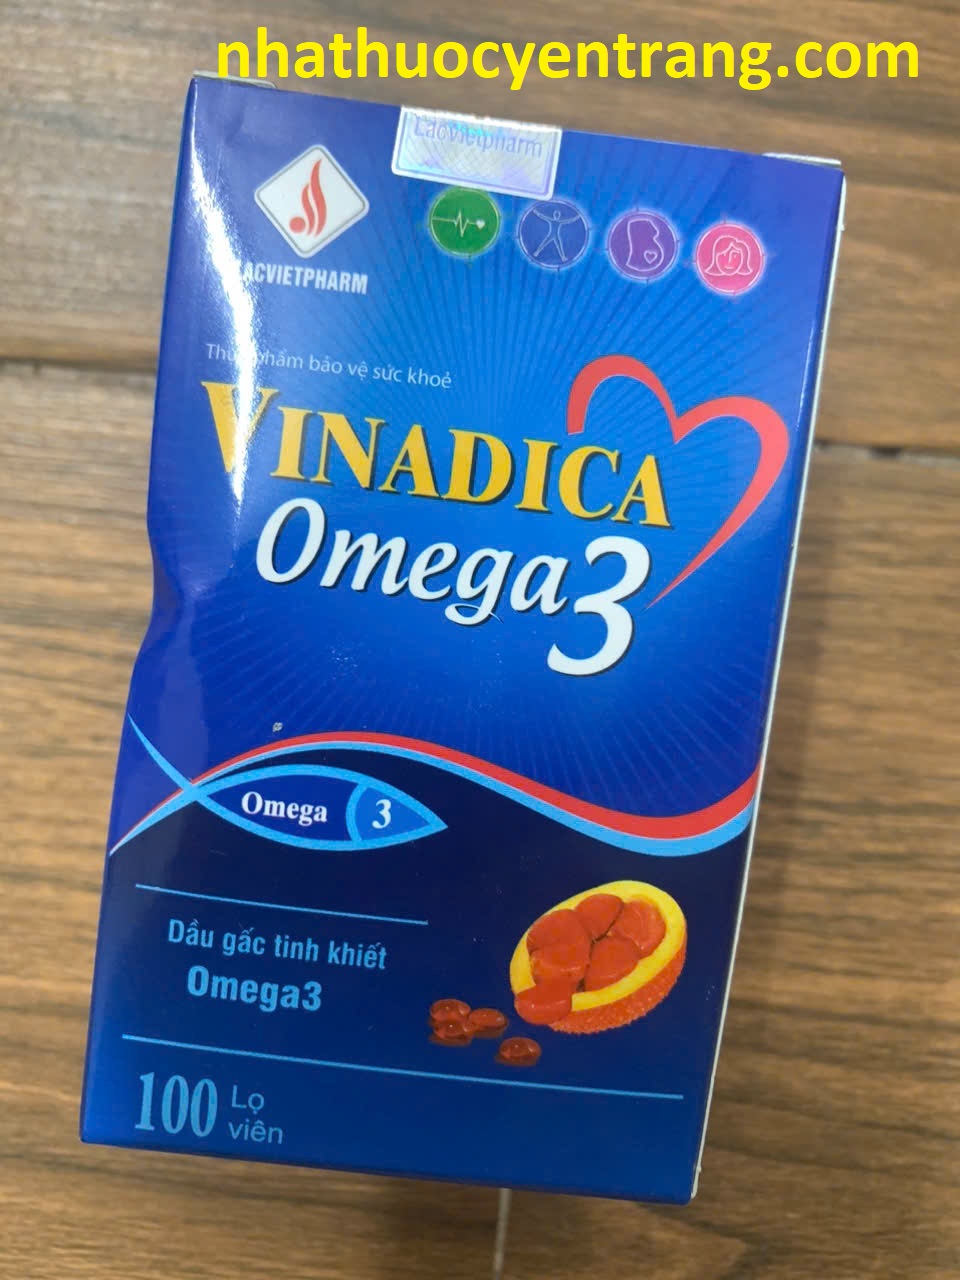 nhathuocyentrang.com
Lacvietpharm
LACVIETPHARM
Thực phẩm bảo vệ sức khoẻ
VINADICA
Omega3
Omega 3
Dầu gấc tinh khiết
Omega3
100 Lọ
viên